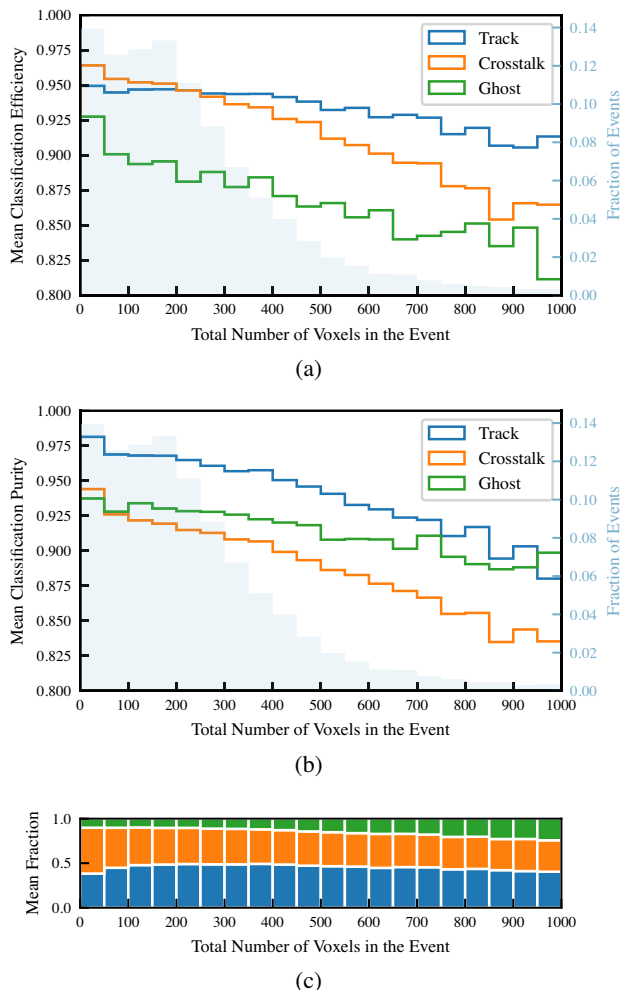 1.000
0.975
0.950
0.925
0.900
0.875
0.850
0.825
0.800
Mean Classification Efficiency
Track
Crosstalk
Ghost
0.14
0.12
0.10
0.08
0.06
0.04
0.02
0.00
Fraction of Events
0 100 200 300 400 500 600 700 800 900 1000
Total Number of Voxels in the Event
(a)
1.000
0.975
0.950
0.925
0.900
0.875
0.850
0.825
0.800
Mean Classification Purity
Track
Crosstalk
Ghost
0.14
0.12
0.10
0.08
0.06
0.04
0.02
0.00
Fraction of Events
0 100 200 300 400 500 600 700 800 900 1000
Total Number of Voxels in the Event
(b)
1.0
0.5
0.0
Mean Fraction
0 100 200 300 400 500 600 700 800 900 1000
Total Number of Voxels in the Event
(c)